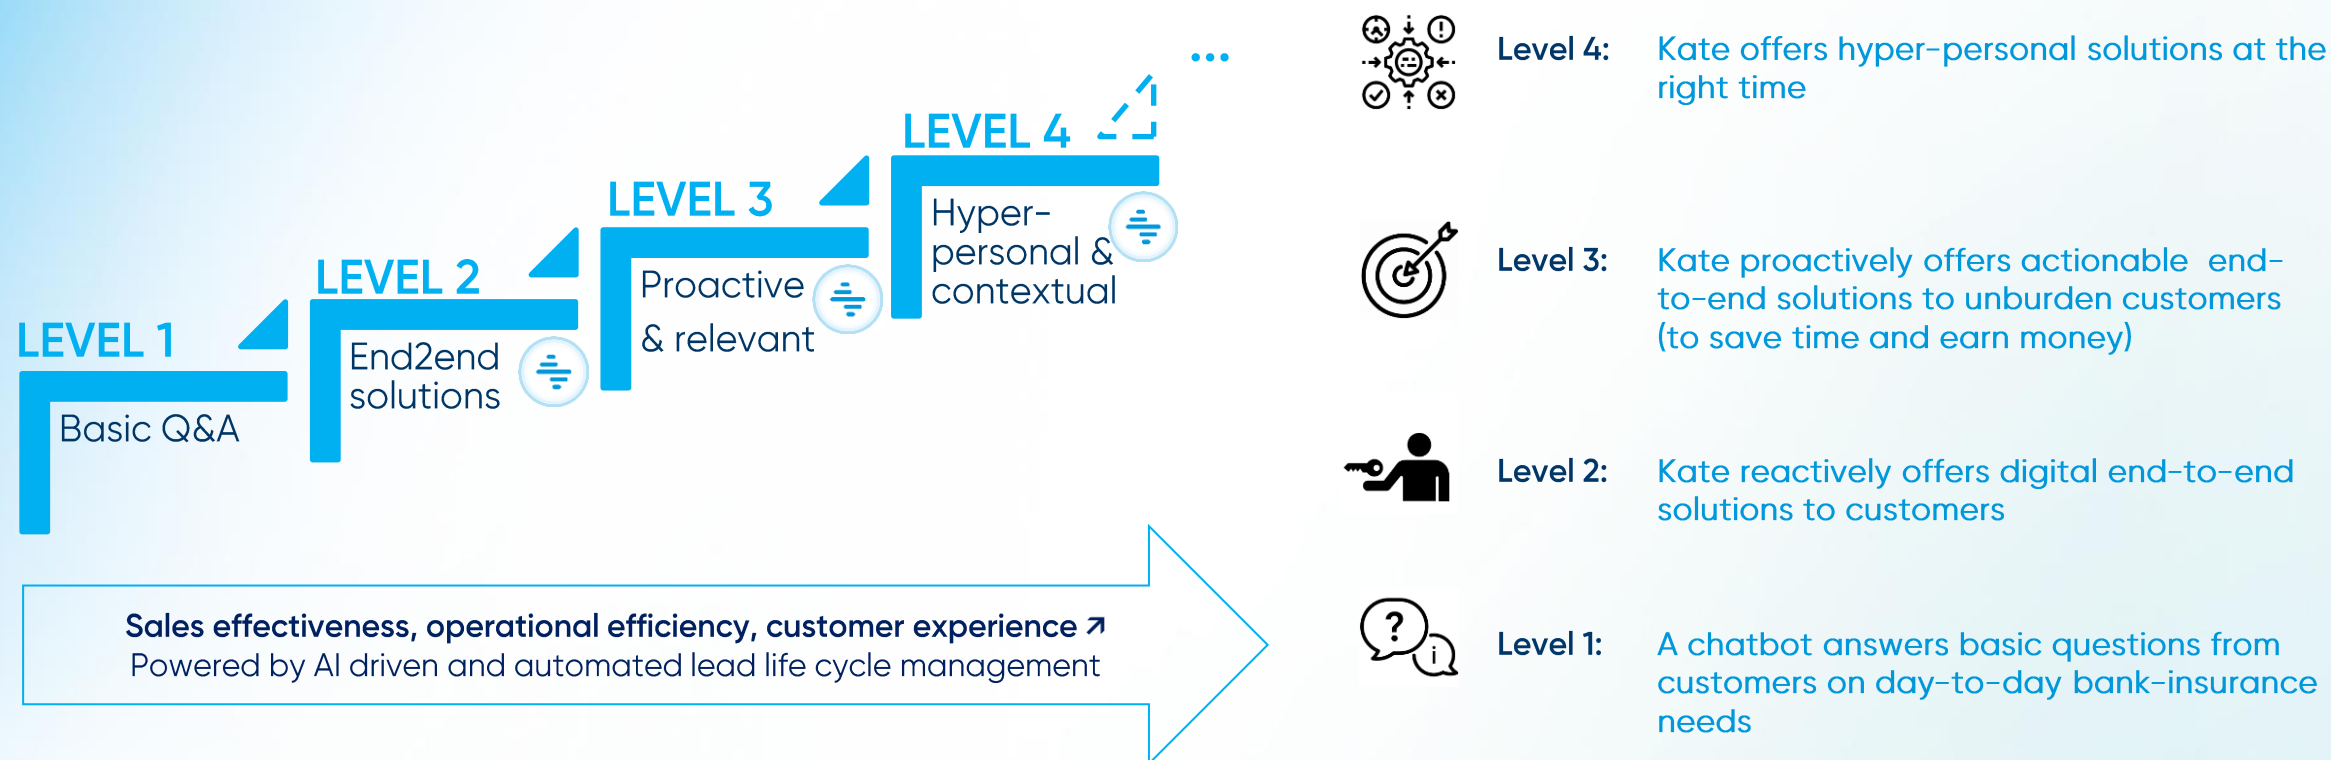 LEVEL 1
Basic Q&A
LEVEL 2
End2end
solutions
LEVEL 3
Proactive
& relevant
LEVEL 4
Hyper-
personal &
contextual
...
Sales effectiveness, operational efficiency, customer experience ↗
Powered by AI driven and automated lead life cycle management
Level 4: Kate offers hyper-personal solutions at the
right time
Level 3: Kate proactively offers actionable end-
to-end solutions to unburden customers
(to save time and earn money)
Level 2: Kate reactively offers digital end-to-end
solutions to customers
? i
Level 1: A chatbot answers basic questions from
customers on day-to-day bank-insurance
needs